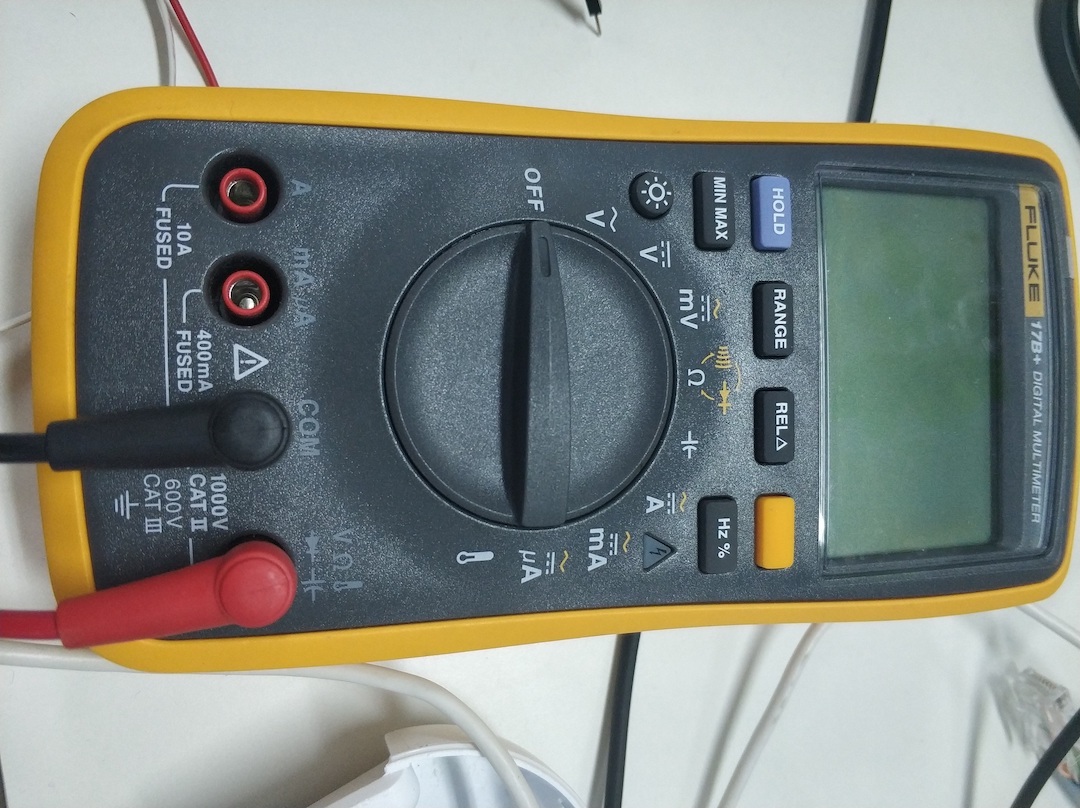 FLUKE 17B+ DIGITAL MULTIMETER
HOLD
RANGE
REL△
MIN MAX
Hz %
OFF
V
V
mV
Ω
A
mA
µA
A
mA µA
COM
V Ω
10A
FUSED
400mA
FUSED
1000V
CAT II
600V
CAT III